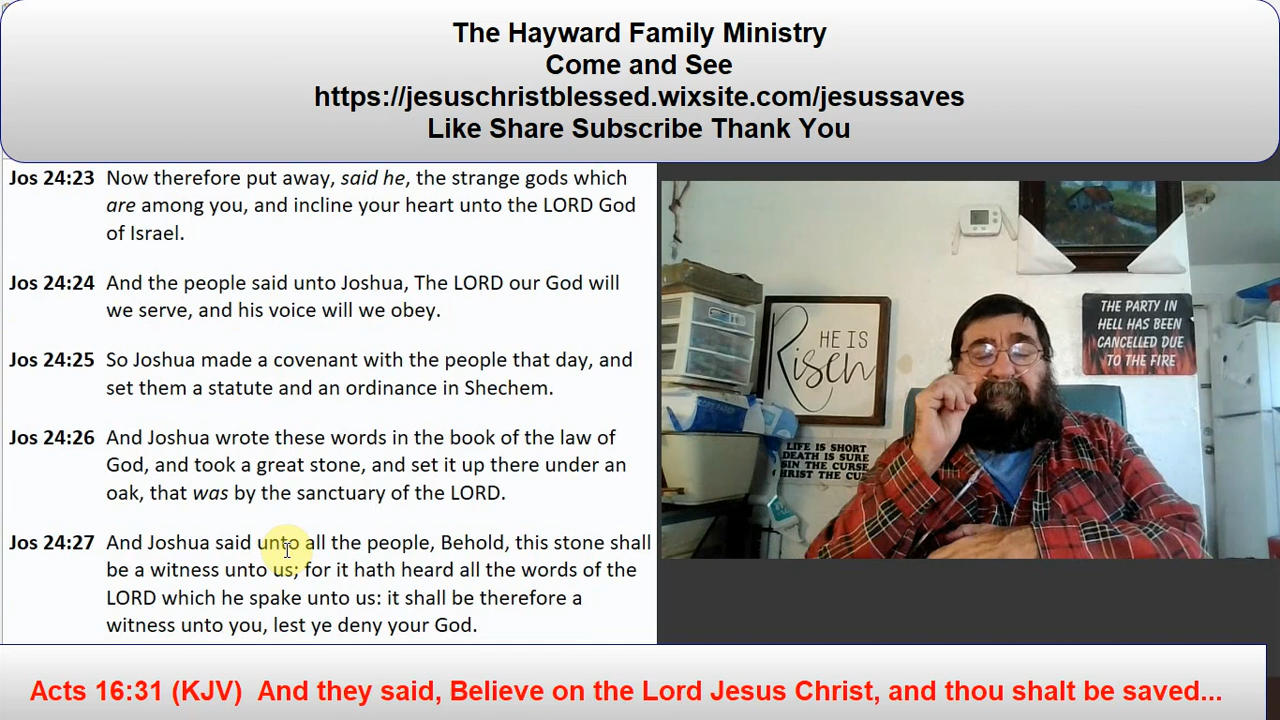 The Hayward Family Ministry
Come and See
https://jesuschristblessed.wixsite.com/jesussaves
Like Share Subscribe Thank You
Jos 24:23 Now therefore put away, said he, the strange gods which
are among you, and incline your heart unto the LORD God
of Israel.
Jos 24:24 And the people said unto Joshua, The LORD our God will
we serve, and his voice will we obey.
Jos 24:25 So Joshua made a covenant with the people that day, and
set them a statute and an ordinance in Shechem.
Jos 24:26 And Joshua wrote these words in the book of the law of
God, and took a great stone, and set it up there under an
oak, that was by the sanctuary of the LORD.
Jos 24:27 And Joshua said unto all the people, Behold, this stone shall
be a witness unto us; for it hath heard all the words of the
LORD which he spake unto us: it shall be therefore a
witness unto you, lest ye deny your God.
HE IS
Risen
THE PARTY IN
HELL HAS BEEN
CANCELLED DUE
TO THE FIRE
LIFE IS SHORT
DEATH IS SURE
SIN THE CURSE
CHRIST THE CU
Acts 16:31 (KJV) And they said, Believe on the Lord Jesus Christ, and thou shalt be saved...